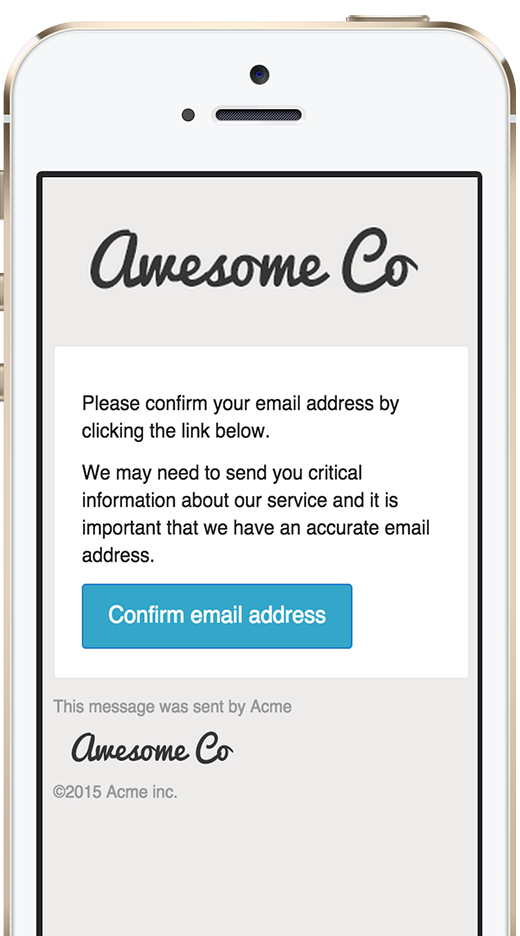 Awesome Co
Please confirm your email address by
clicking the link below.
We may need to send you critical
information about our service and it is
important that we have an accurate email
address.
Confirm email address
This message was sent by Acme
Awesome Co
©2015 Acme inc.